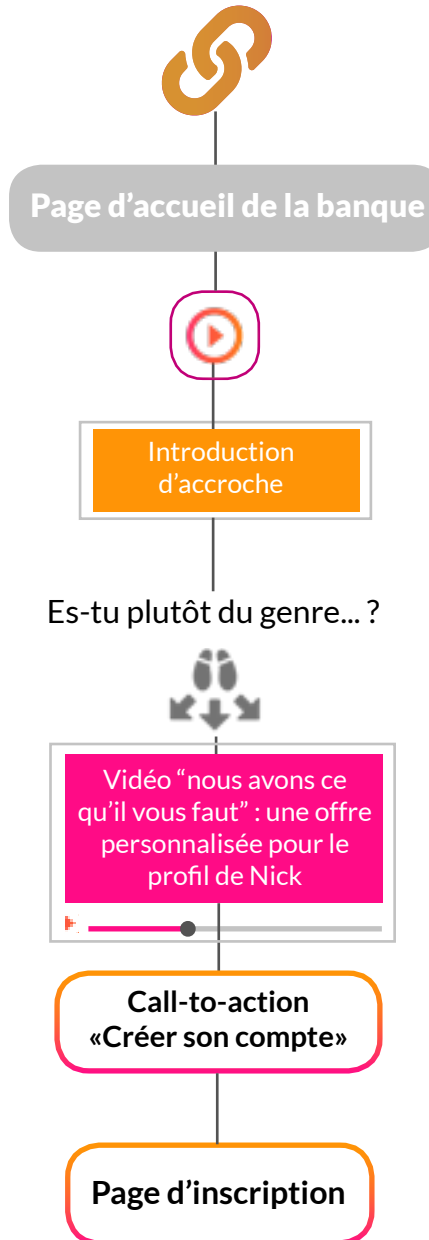 Page d’accueil de la banque
Introduction
d’accroche
Es-tu plutôt du genre... ?
Vidéo “nous avons ce
qu’il vous faut” : une offre
personnalisée pour le
profil de Nick
Call-to-action
«Créer son compte»
Page d’inscription